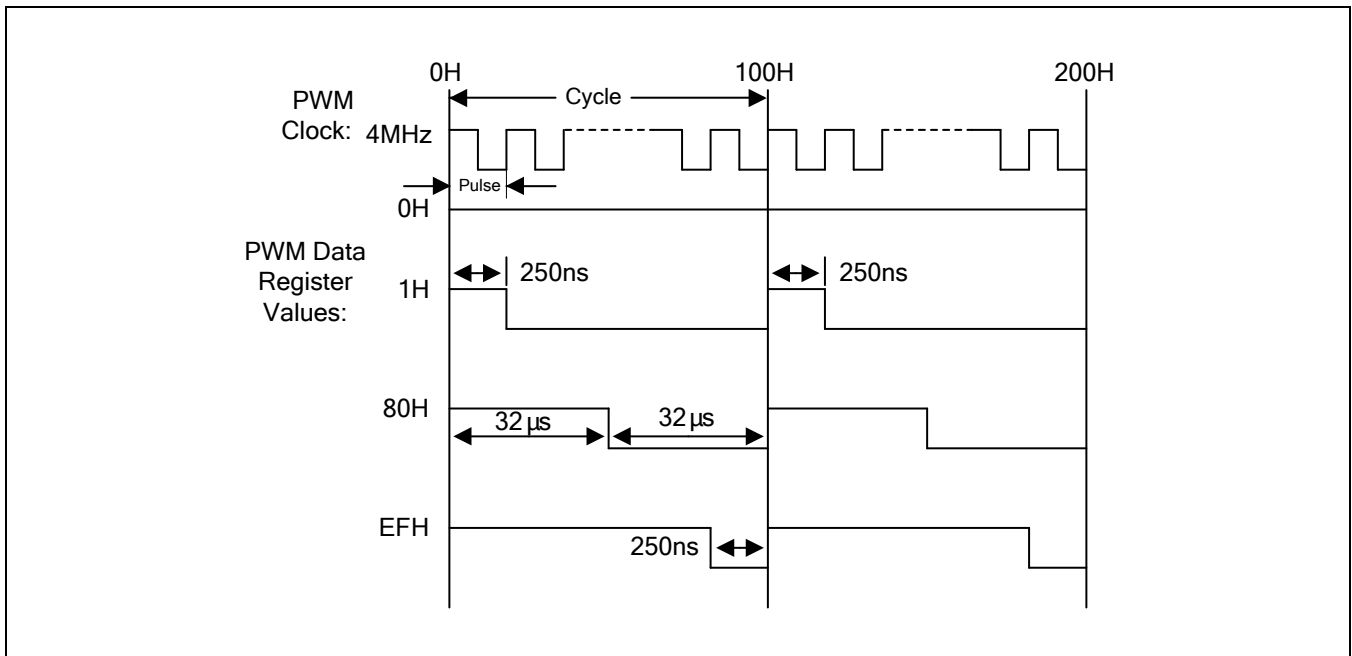 0H 100H 200H
PWM
Clock: 4MHz
Cycle
Pulse
0H
PWM Data
Register
Values:
1H
250ns 250ns
80H
32 µs 32 µs
EFH
250ns